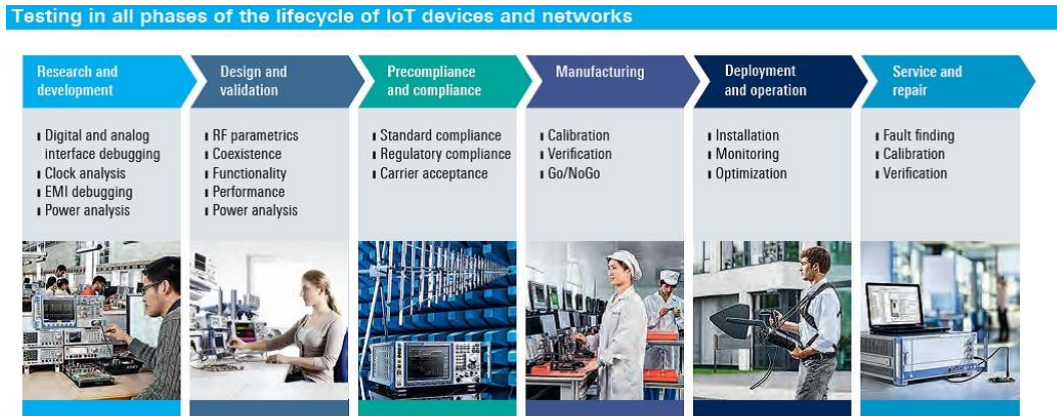 Testing in all phases of the lifecycle of IoT devices and networks
Research and
development
Digital and analog
interface debugging
Clock analysis
EMI debugging
Power analysis
Design and
validation
RF parametrics
Coexistence
Functionality
Performance
Power analysis
Precompliance
and compliance
Standard compliance
Regulatory compliance
Carrier acceptance
Manufacturing
Calibration
Verification
Go/NoGo
Deployment
and operation
Installation
Monitoring
Optimization
Service and
repair
Fault finding
Calibration
Verification